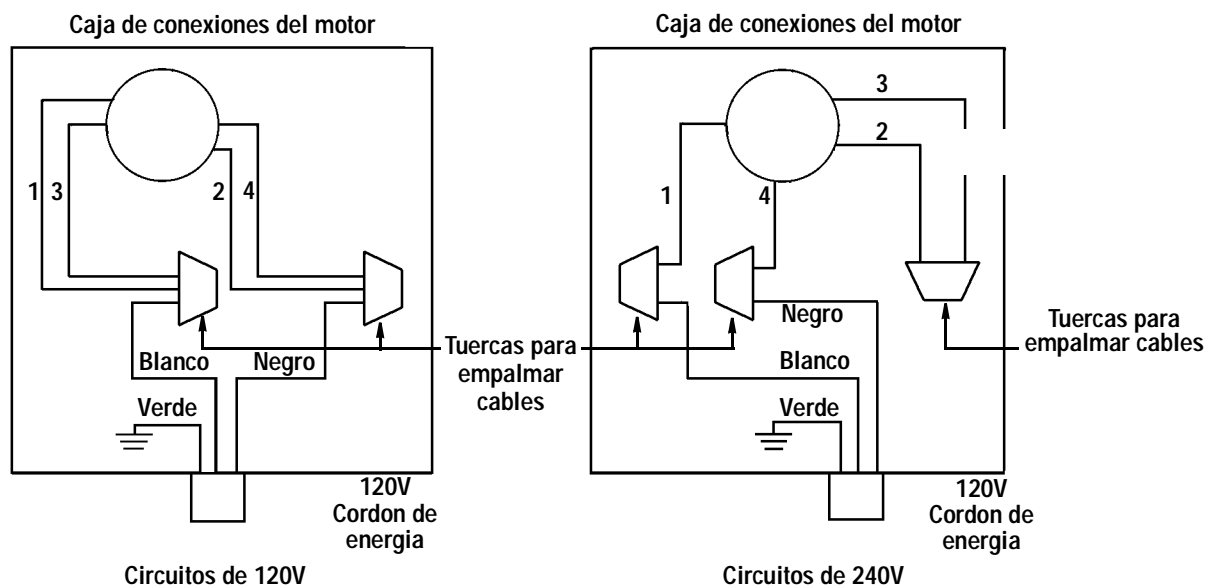 Caja de conexiones del motor
1 3
2 4
Blanco
Negro
Verde
120V
Cordon de
energia
Circuitos de 120V
Tuercas para
empalmar
cables
Caja de conexiones del motor
3
2
1
4
Negro
Blanco
Verde
Tuercas para
empalmar cables
120V
Cordon de
energia
Circuitos de 240V